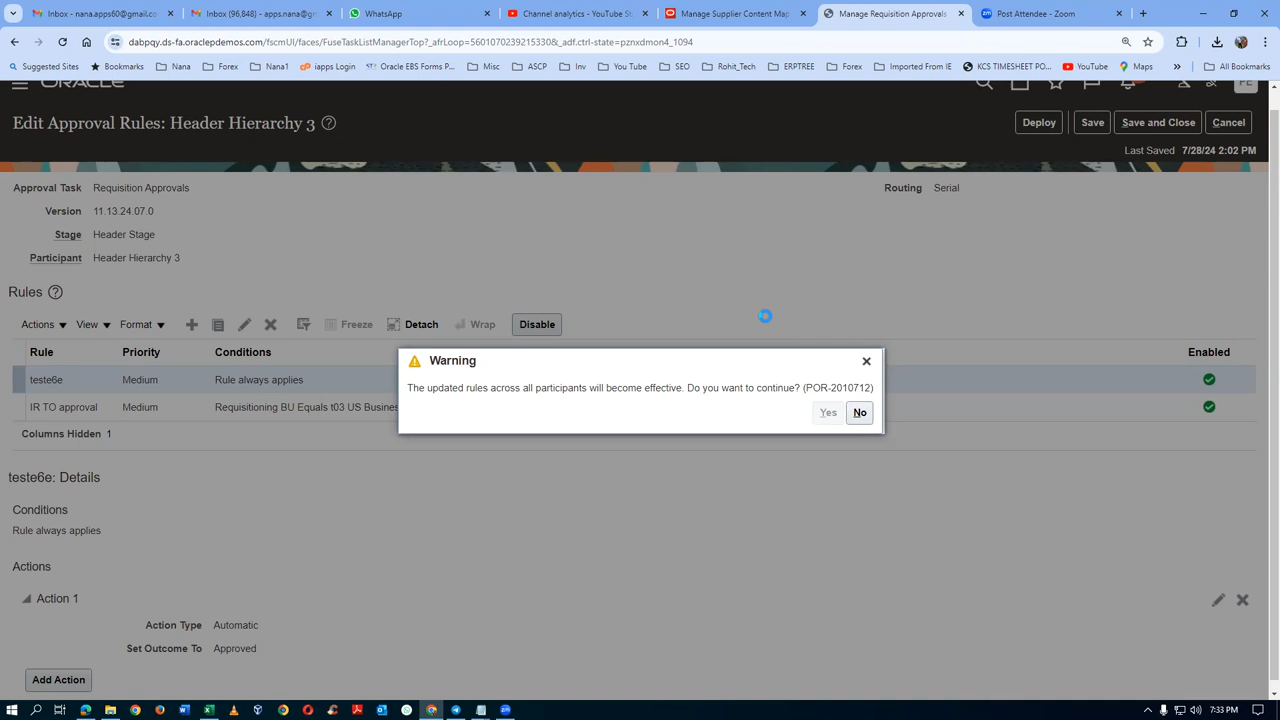 Inbox - nana.apps60@gmail.co
Inbox (96,848) - apps.nana@gr
WhatsApp
Channel analytics - YouTube St
Manage Supplier Content Map
Manage Requisition Approvals
Post Attendee - Zoom
dabpqy.ds-fa.oraclepdemos.com/fscmUI/faces/FuseTaskListManagerTop?_afrLoop=56010702392153308&_adf.ctrl-state=pznxdmon4_1094
Suggested Sites
Bookmarks
Nana
Forex
Nana1
iapps Login
Oracle EBS Forms P...
Misc
ASCP
Inv
You Tube
SEO
Rohit_Tech
ERPTREE
Forex
Imported From IE
KCS TIMESHEET PO...
YouTube
Maps
All Bookmarks
ORACLE
Edit Approval Rules: Header Hierarchy 3
Deploy
Save
Save and Close
Cancel
Last Saved 7/28/24 2:02 PM
Approval Task Requisition Approvals
Routing Serial
Version 11.13.24.07.0
Stage Header Stage
Participant Header Hierarchy 3
Rules
Actions View Format Freeze Detach Wrap Disable
Rule Priority Conditions Enabled
teste6e Medium Rule always applies
IR TO approval Medium Requisitioning BU Equals t03 US Busines
Columns Hidden 1
Warning
The updated rules across all participants will become effective. Do you want to continue? (POR-2010712)
Yes No
teste6e: Details
Conditions
Rule always applies
Actions
Action 1
Action Type Automatic
Set Outcome To Approved
Add Action
7:33 PM